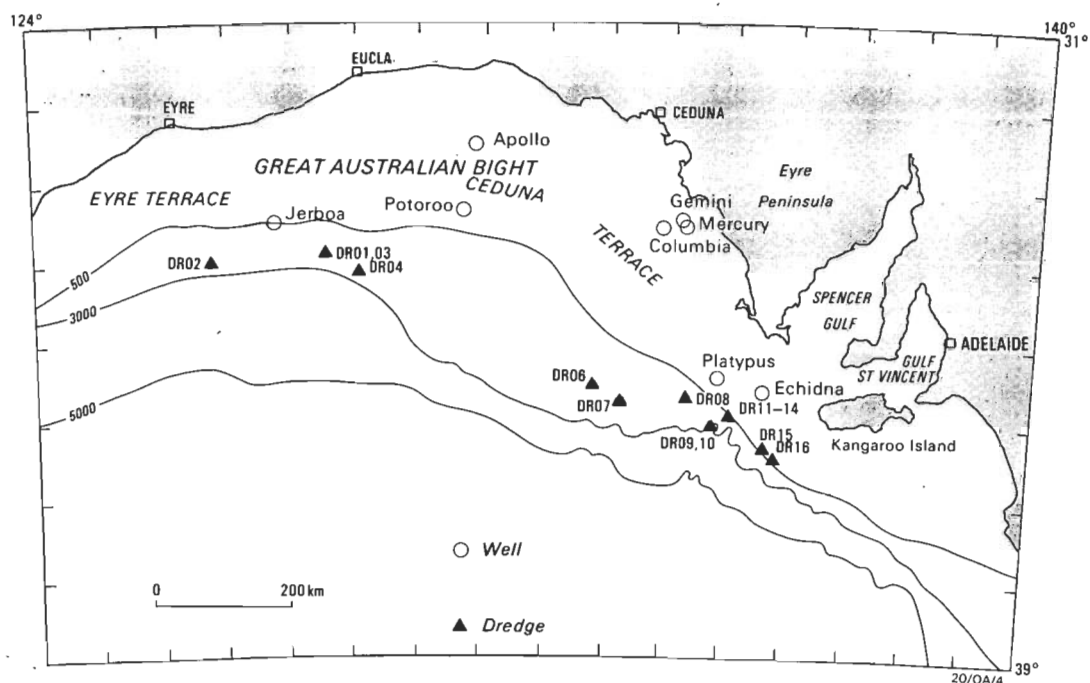 124°
140°
31°
EUCLA
EYRE
CEDUNA
Apollo
GREAT AUSTRALIAN BIGHT
CEDUNA
Eyre
Peninsula
EYRE TERRACE
Jerboa
Potoroo
Gemini
Mercury
Columbia
TERRACE
DR01,03
DR02
DR04
500
3000
SPENCER
GULF
ADELAIDE
GULF
ST VINCENT
Platypus
Echidna
DR06
DR07
DR08
DR11–14
5000
DR09,10
DR15
DR16
Kangaroo Island
Well
0
200 km
Dredge
39°
20/OA/4